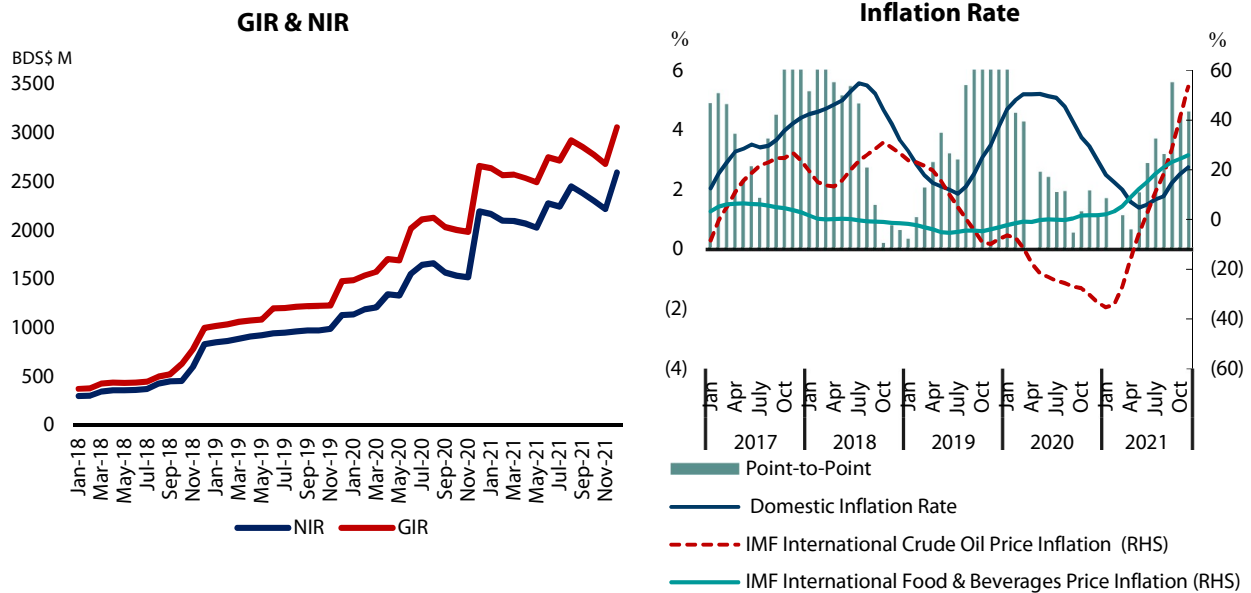 GIR & NIR
BDS$ M
3500
3000
2500
2000
1500
1000
500
0
Jan-18
Mar-18
May-18
Jul-18
Sep-18
Nov-18
Jan-19
Mar-19
May-19
Jul-19
Sep-19
Nov-19
Jan-20
Mar-20
May-20
Jul-20
Sep-20
Nov-20
Jan-21
Mar-21
May-21
Jul-21
Sep-21
Nov-21
NIR GIR
Inflation Rate
% %
6 60
4 40
2 20
0 0
(2) (20)
(4) (40)
(60)
Jan Apr July Oct Jan Apr July Oct Jan Apr July Oct Jan Apr July Oct Jan Apr July Oct
2017 2018 2019 2020 2021
Point-to-Point
Domestic Inflation Rate
IMF International Crude Oil Price Inflation (RHS)
IMF International Food & Beverages Price Inflation (RHS)